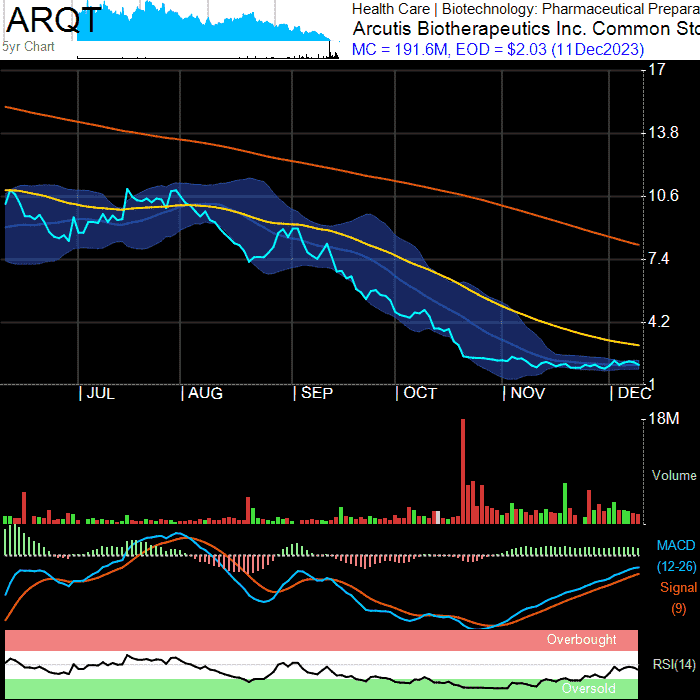 ARQT
5yr Chart
Health Care | Biotechnology: Pharmaceutical Prepara
Arcutis Biotherapeutics Inc. Common Sto
MC = 191.6M, EOD = $2.03 (11Dec2023)
17
13.8
10.6
7.4
4.2
1
JUL
AUG
SEP
OCT
NOV
DEC
18M
Volume
MACD
(12-26)
Signal
(9)
Overbought
RSI(14)
Oversold